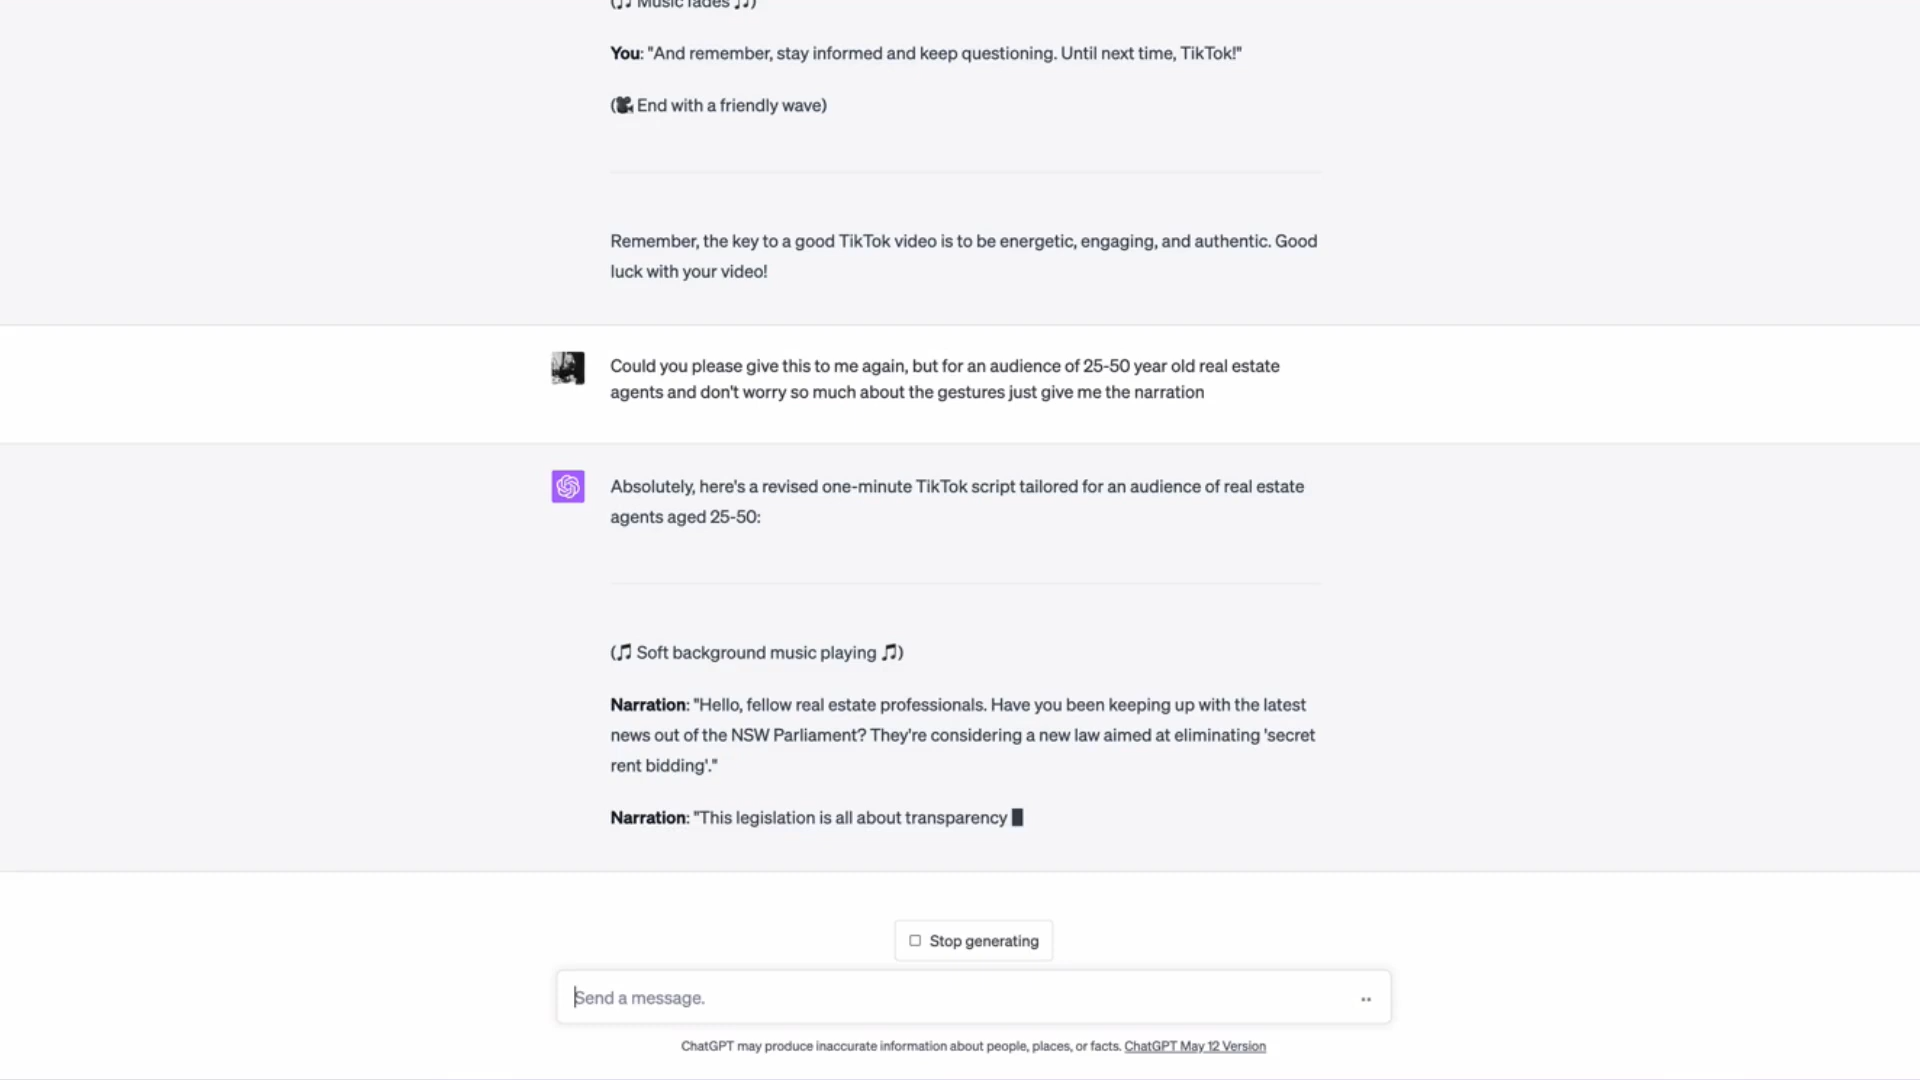 (🎵 Music fades 🎵)
You: "And remember, stay informed and keep questioning. Until next time, TikTok!"
(🎥 End with a friendly wave)
Remember, the key to a good TikTok video is to be energetic, engaging, and authentic. Good
luck with your video!
Could you please give this to me again, but for an audience of 25-50 year old real estate
agents and don't worry so much about the gestures just give me the narration
Absolutely, here's a revised one-minute TikTok script tailored for an audience of real estate
agents aged 25-50:
(🎵 Soft background music playing 🎵)
Narration: "Hello, fellow real estate professionals. Have you been keeping up with the latest
news out of the NSW Parliament? They're considering a new law aimed at eliminating 'secret
rent bidding'."
Narration: "This legislation is all about transparency
Stop generating
Send a message.
ChatGPT may produce inaccurate information about people, places, or facts. ChatGPT May 12 Version